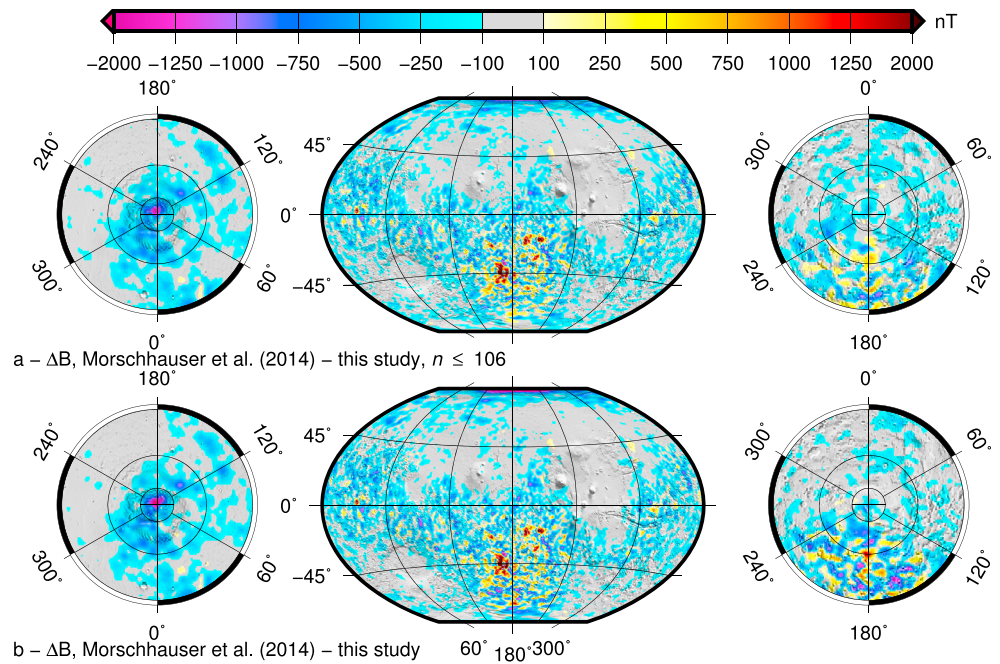 nT
−2000 −1250 −1000 −750 −500 −250 −100 100 250 500 750 1000 1250 2000
180° 0°
240° 120° 45° 300° 60°
0°
300° 60° −45° 240° 120°
0° 180°
a − ΔB, Morschhauser et al. (2014) − this study, n ≤ 106
180° 0°
240° 120° 45° 300° 60°
0°
300° 60° −45° 240° 120°
0° 180°
b − ΔB, Morschhauser et al. (2014) − this study 60° 180° 300°